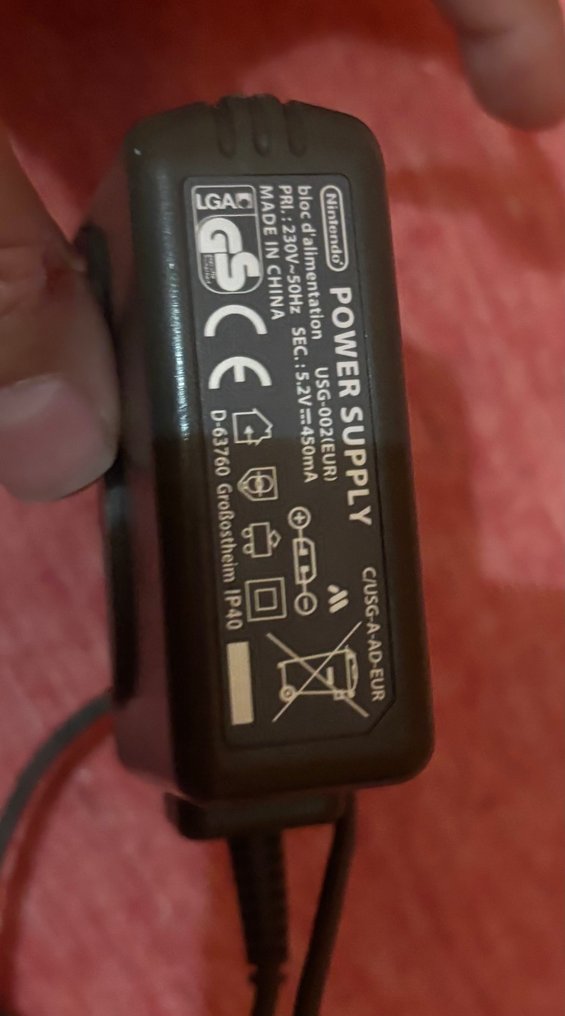 Nintendo
POWER SUPPLY
C/USG-A-AD-EUR
bloc d'alimentation USG-002(EUR)
PRI.: 230V~50Hz SEC.: 5.2V⎓450mA
MADE IN CHINA
LGA
GS
CE
D-63760 Großostheim IP40